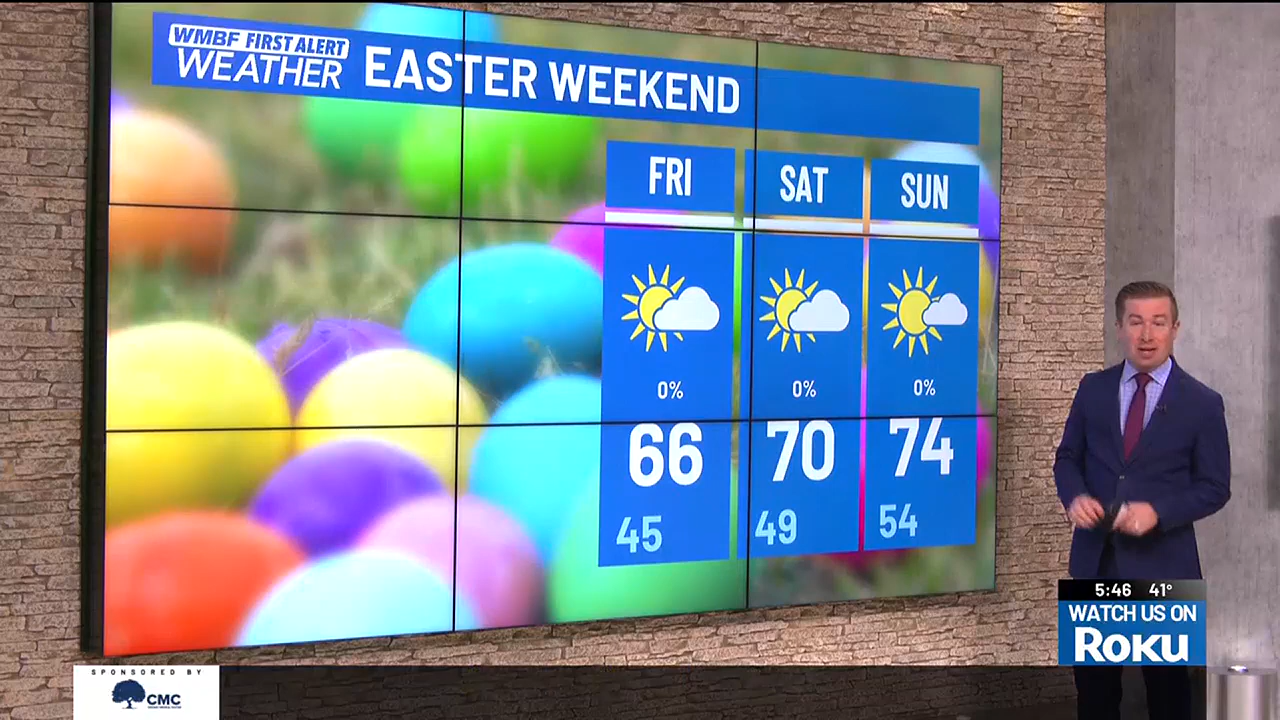 WMBF FIRST ALERT
WEATHER
EASTER WEEKEND
FRI SAT SUN
0% 0% 0%
66 70 74
45 49 54
5:46 41°
WATCH US ON
Roku
SPONSORED BY
CMC